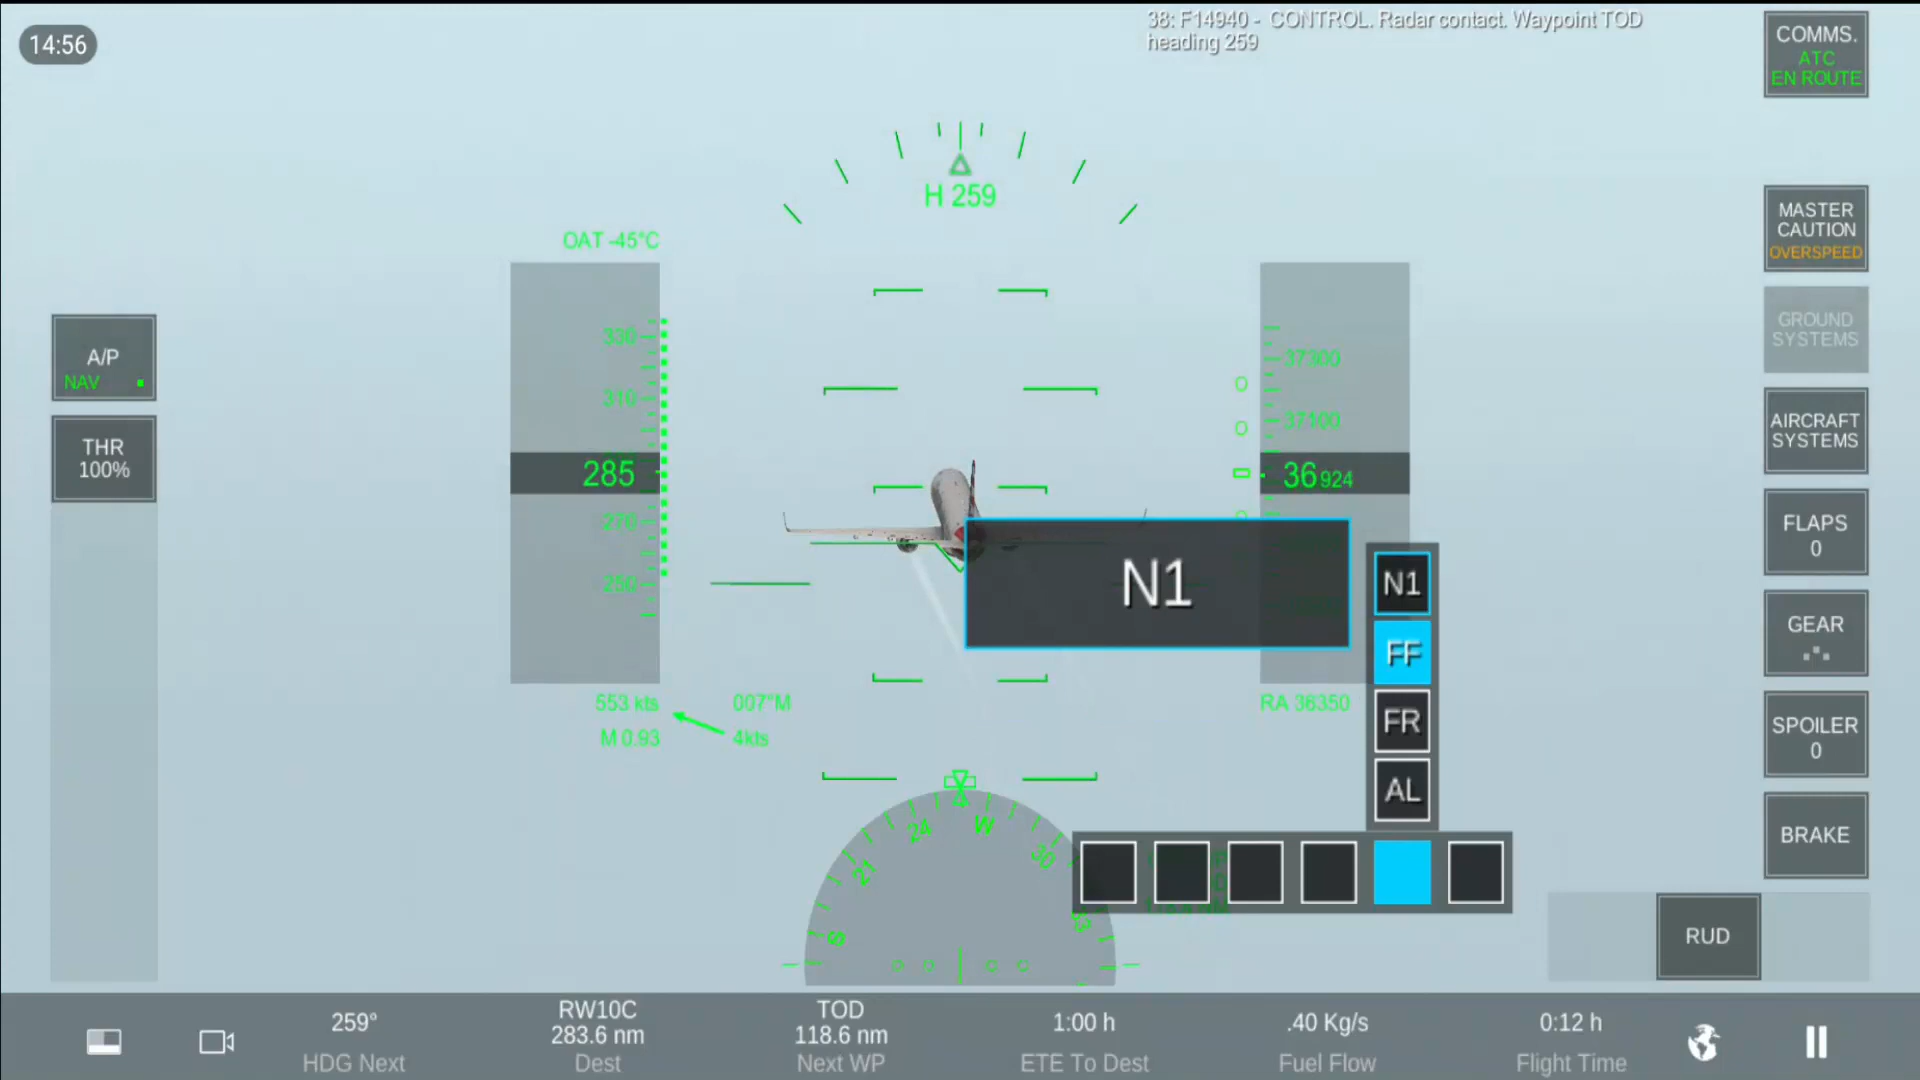 14:56
38: F14940 - CONTROL. Radar contact. Waypoint TOD
heading 259
COMMS.
ATC
EN ROUTE
H 259
MASTER
CAUTION
OVERSPEED
OAT -45°C
GROUND
SYSTEMS
330
310
285
270
250
37300
37100
36 924
A/P
NAV
THR
100%
AIRCRAFT
SYSTEMS
FLAPS
0
N1
N1
FF
FR
AL
GEAR
SPOILER
0
553 kts
M 0.93
007°M
4kts
RA 36350
BRAKE
24
W
30
21
33
S
RUD
259°
HDG Next
RW10C
283.6 nm
Dest
TOD
118.6 nm
Next WP
1:00 h
ETE To Dest
.40 Kg/s
Fuel Flow
0:12 h
Flight Time